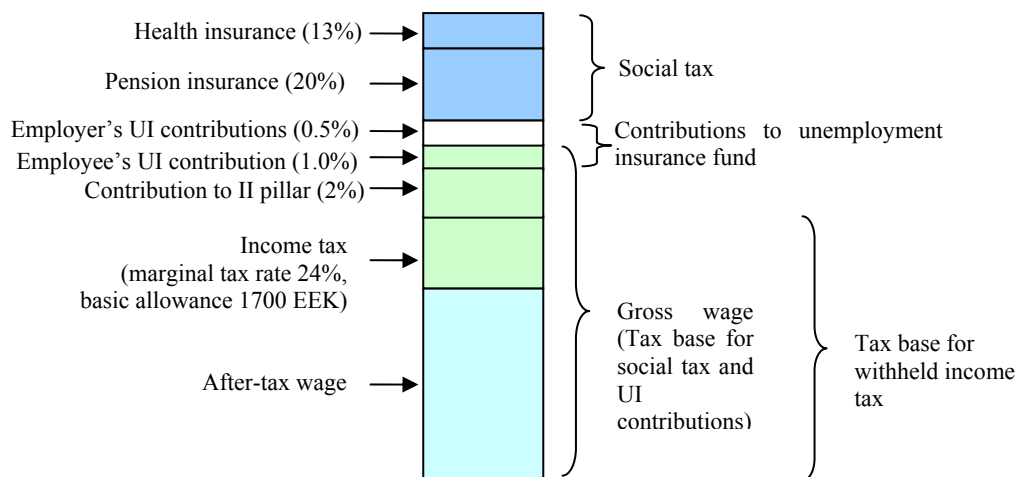 Health insurance (13%)
Pension insurance (20%)
Social tax
Employer’s UI contributions (0.5%)
Contributions to unemployment
insurance fund
Employee’s UI contribution (1.0%)
Contribution to II pillar (2%)
Income tax
(marginal tax rate 24%,
basic allowance 1700 EEK)
Gross wage
(Tax base for
social tax and
UI
contributions)
Tax base for
withheld income
tax
After-tax wage